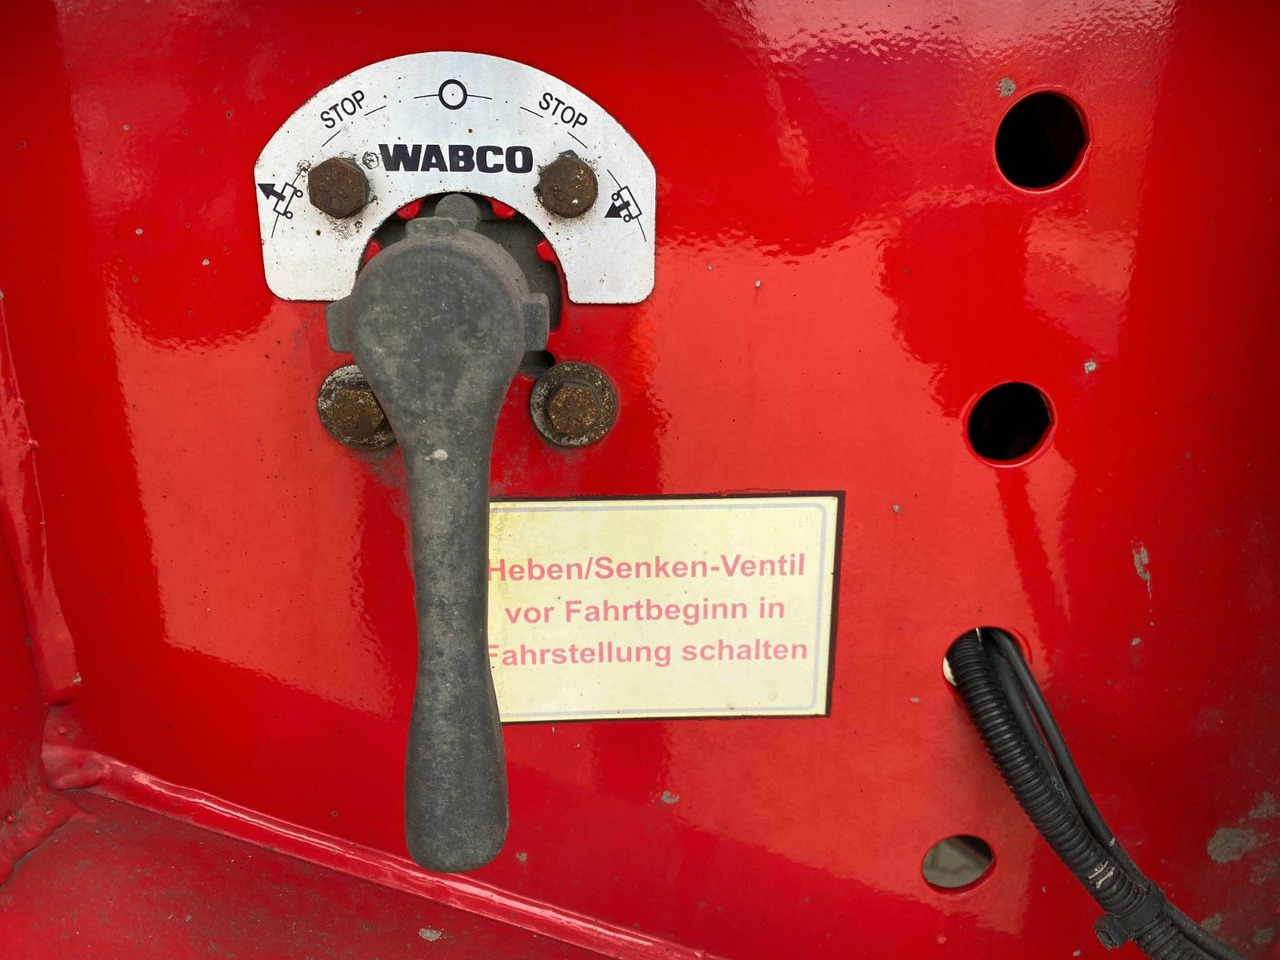 STOP STOP
WABCO
Heben/Senken-Ventil
vor Fahrtbeginn in
Fahrstellung schalten